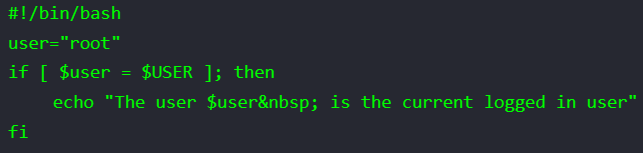 #!/bin/bash
user="root"
if [ $user = $USER ]; then
    echo "The user $user&nbsp; is the current logged in user"
fi